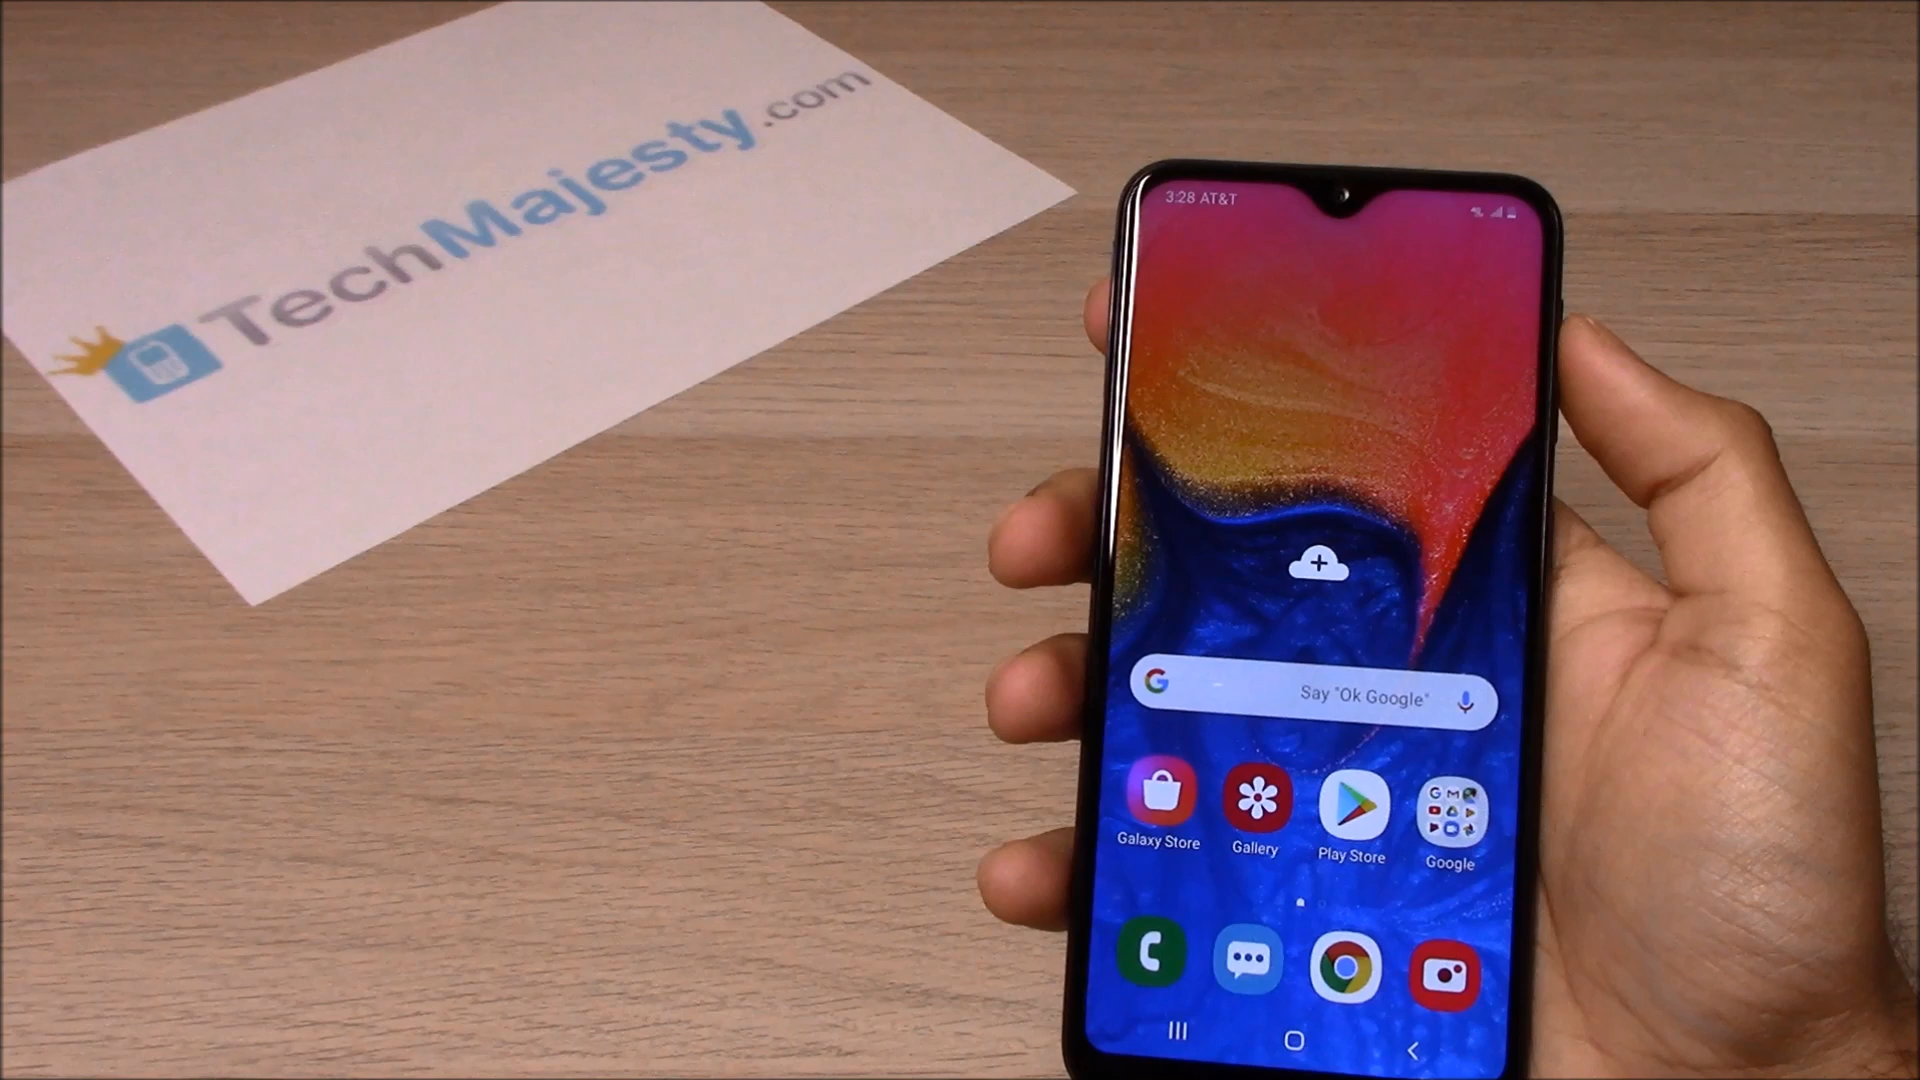 TechMajesty.com
3:28 AT&T
Say "Ok Google"
Galaxy Store
Gallery
Play Store
Google